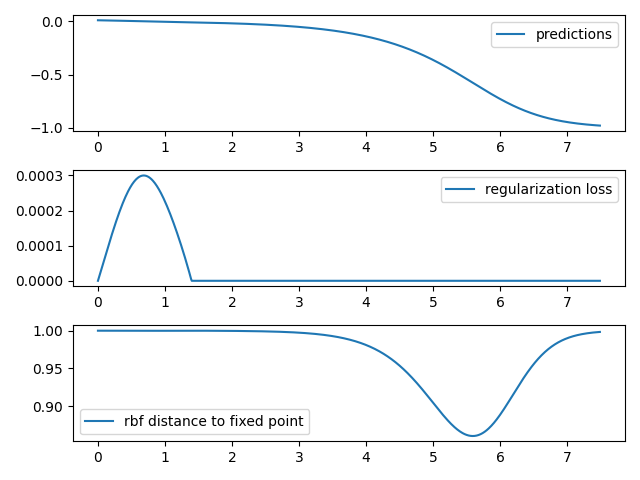 0.0
−0.5
−1.0
predictions
0 1 2 3 4 5 6 7
0.0003
0.0002
0.0001
0.0000
regularization loss
0 1 2 3 4 5 6 7
1.00
0.95
0.90
rbf distance to fixed point
0 1 2 3 4 5 6 7